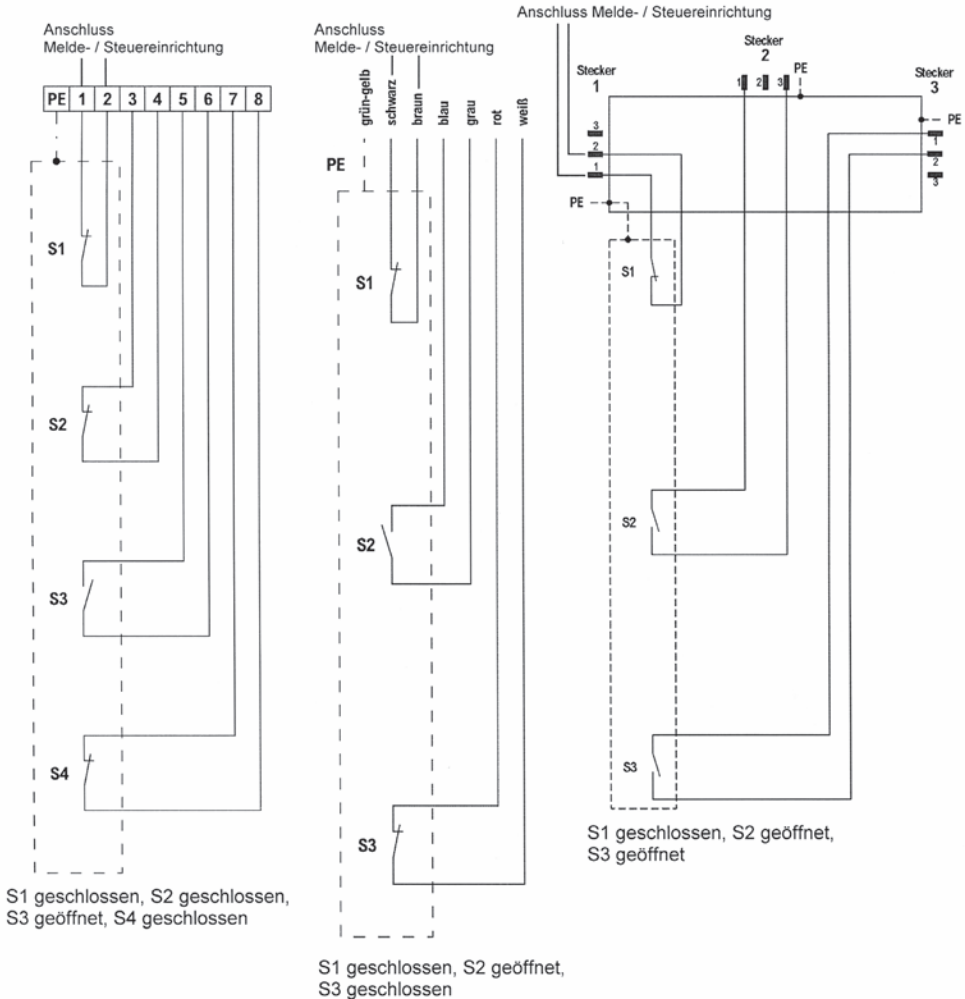 Anschluss
Melde- / Steuereinrichtung
PE 1 2 3 4 5 6 7 8
S1
S2
S3
S4
S1 geschlossen, S2 geschlossen,
S3 geöffnet, S4 geschlossen
Anschluss
Melde- / Steuereinrichtung
grün-gelb
schwarz
braun
blau
grau
rot
weiß
PE
S1
S2
S3
S1 geschlossen, S2 geöffnet,
S3 geschlossen
Anschluss Melde- / Steuereinrichtung
Stecker
1
3
2
1
PE
Stecker
2
1 2 3
PE
Stecker
3
PE
1
2
3
S1
S2
S3
S1 geschlossen, S2 geöffnet,
S3 geöffnet